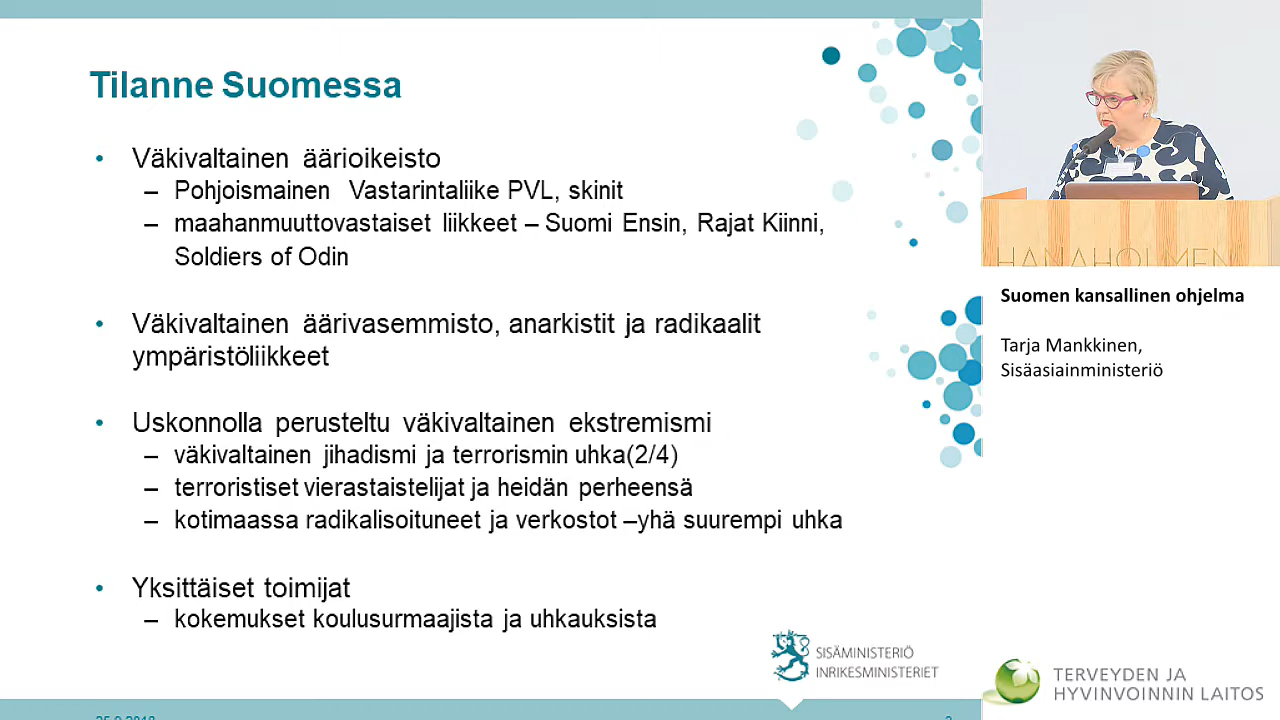 Tilanne Suomessa
• Väkivaltainen äärioikeisto
– Pohjoismainen Vastarintaliike PVL, skinit
– maahanmuuttovastaiset liikkeet – Suomi Ensin, Rajat Kiinni,
Soldiers of Odin
• Väkivaltainen äärivasemmisto, anarkistit ja radikaalit
ympäristöliikkeet
• Uskonnolla perusteltu väkivaltainen ekstremismi
– väkivaltainen jihadismi ja terrorismin uhka(2/4)
– terroristiset vierastaistelijat ja heidän perheensä
– kotimaassa radikalisoituneet ja verkostot –yhä suurempi uhka
• Yksittäiset toimijat
– kokemukset koulusurmaajista ja uhkauksista
SISÄMINISTERIÖ
INRIKESMINISTERIET
HANAHOLMEN
Suomen kansallinen ohjelma
Tarja Mankkinen,
Sisäasiainministeriö
TERVEYDEN JA
HYVINVOINNIN LAITOS